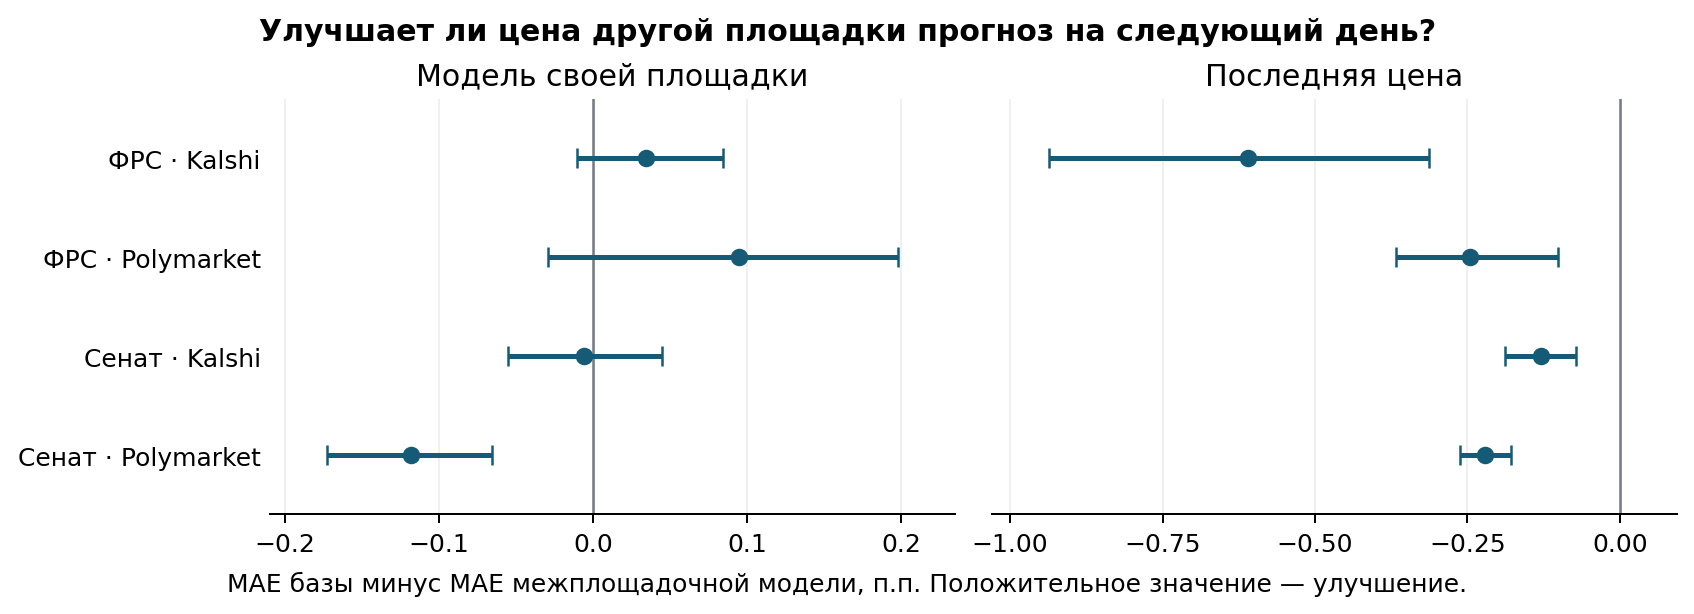 Улучшает ли цена другой площадки прогноз на следующий день?
Модель своей площадки
Последняя цена
ФРС · Kalshi
ФРС · Polymarket
Сенат · Kalshi
Сенат · Polymarket
−0.2 −0.1 0.0 0.1 0.2
−1.00 −0.75 −0.50 −0.25 0.00
MAE базы минус MAE межплощадочной модели, п.п. Положительное значение — улучшение.